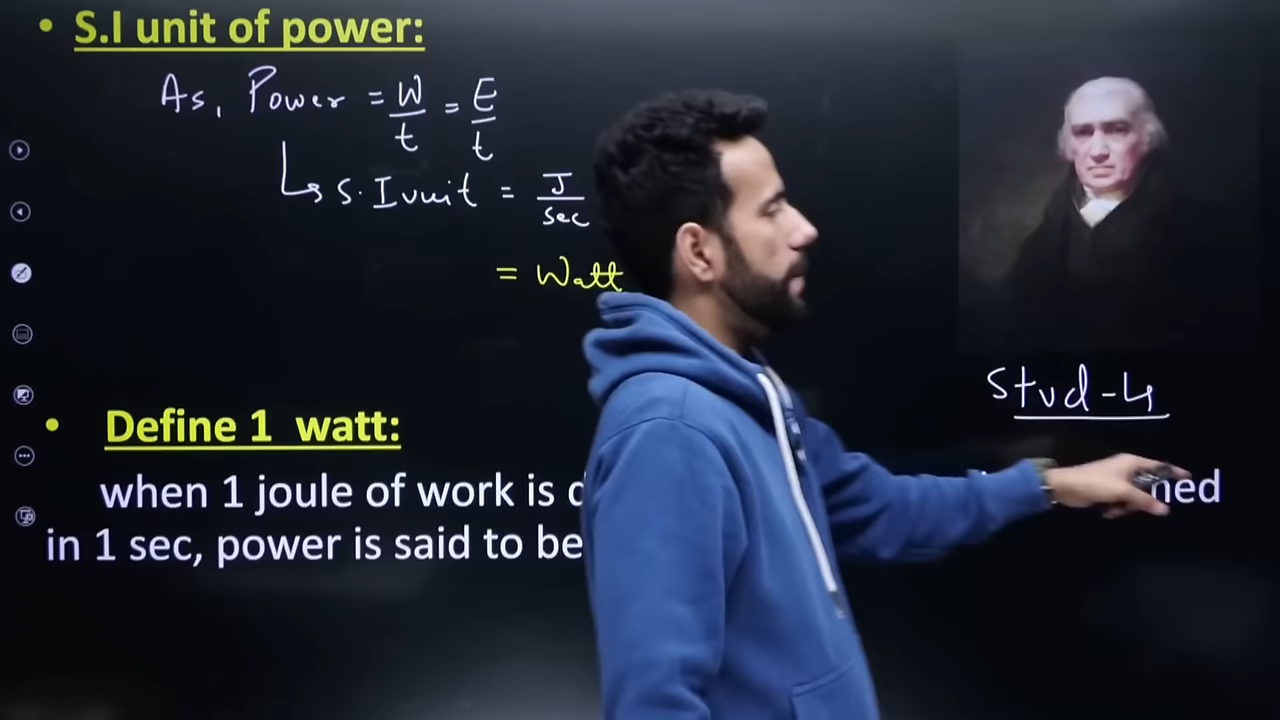 • S.I unit of power:
As, Power = W/t = E/t
↳ S.I unit = J/sec
= Watt
Stud-4
• Define 1 watt:
when 1 joule of work is
in 1 sec, power is said to be